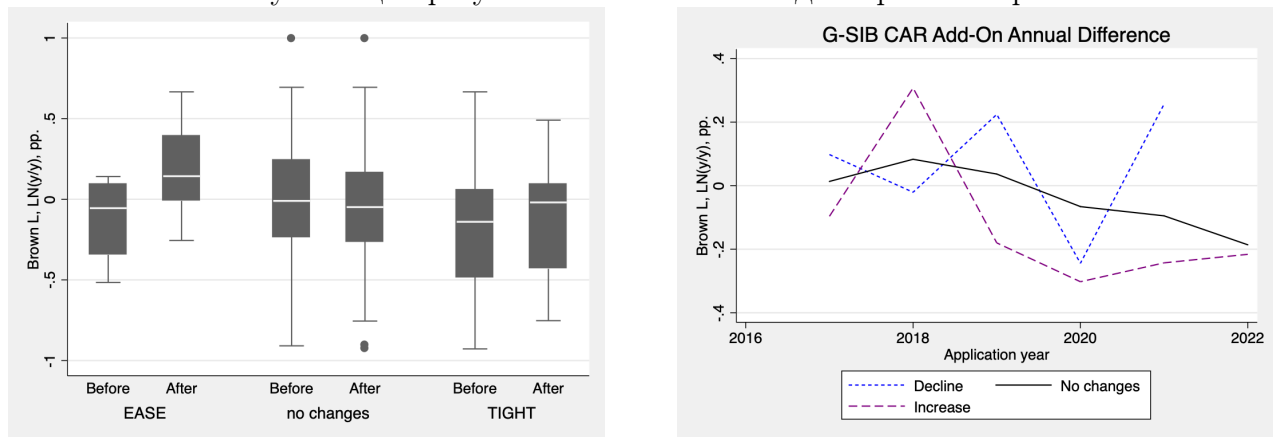 1
.5
0
-.5
-1
Brown L, LN(y/y), pp.
Before After Before After Before After
EASE no changes TIGHT
G-SIB CAR Add-On Annual Difference
.4
.2
0
-.2
-.4
Brown L, LN(y/y), pp.
2016 2018 2020 2022
Application year
Decline No changes
Increase